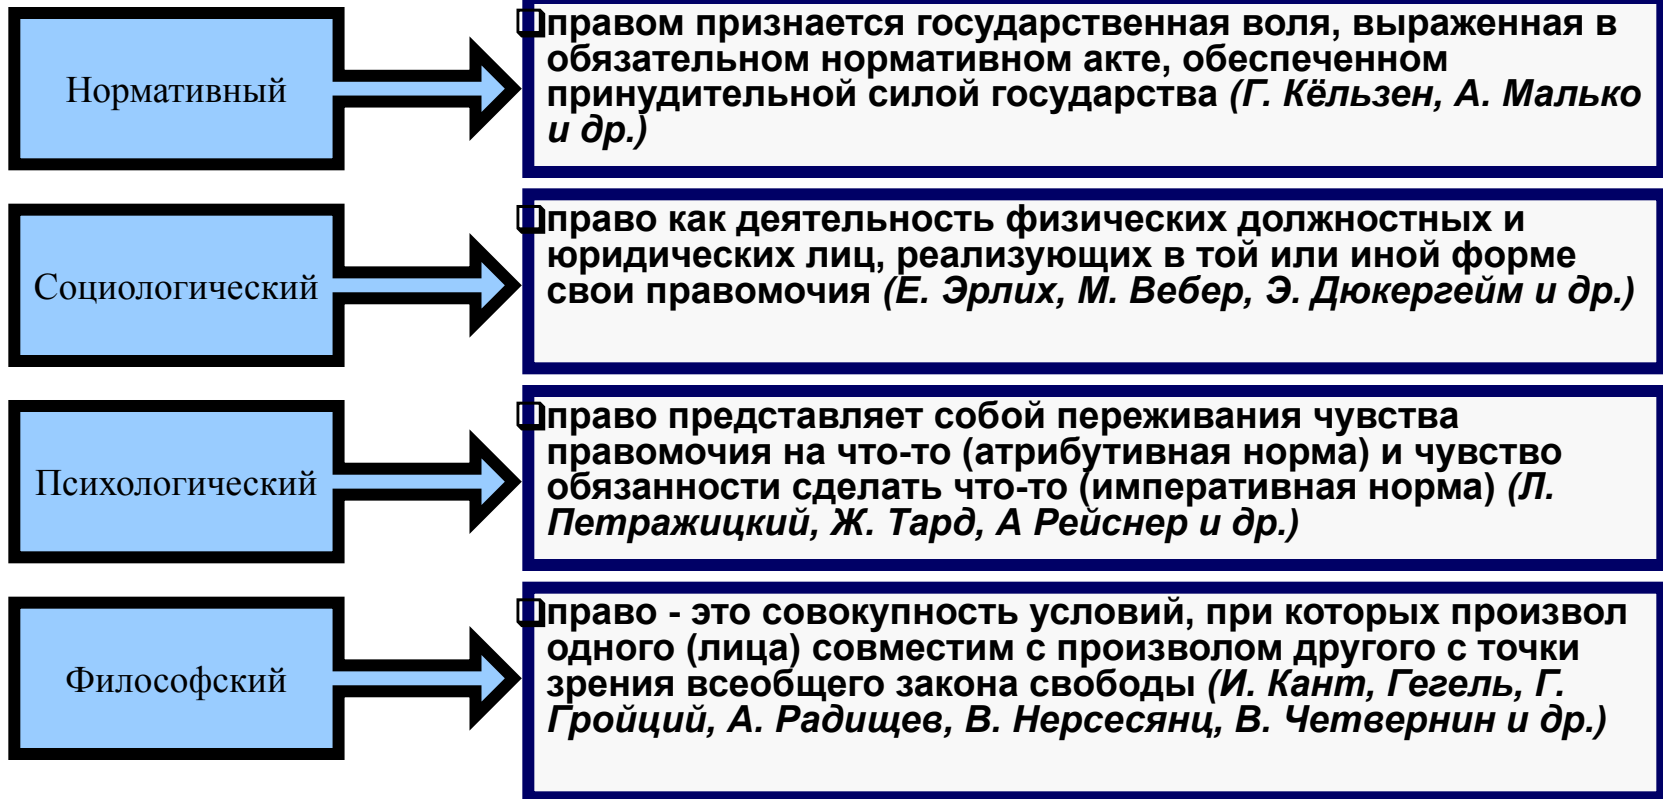 Нормативный
правом признается государственная воля, выраженная в
обязательном нормативном акте, обеспеченном
принудительной силой государства (Г. Кёльзен, А. Малько
и др.)
Социологический
право как деятельность физических должностных и
юридических лиц, реализующих в той или иной форме
свои правомочия (Е. Эрлих, М. Вебер, Э. Дюкергейм и др.)
Психологический
право представляет собой переживания чувства
правомочия на что-то (атрибутивная норма) и чувство
обязанности сделать что-то (императивная норма) (Л.
Петражицкий, Ж. Тард, А Рейснер и др.)
Философский
право - это совокупность условий, при которых произвол
одного (лица) совместим с произволом другого с точки
зрения всеобщего закона свободы (И. Кант, Гегель, Г.
Гройций, А. Радищев, В. Нерсесянц, В. Четвернин и др.)